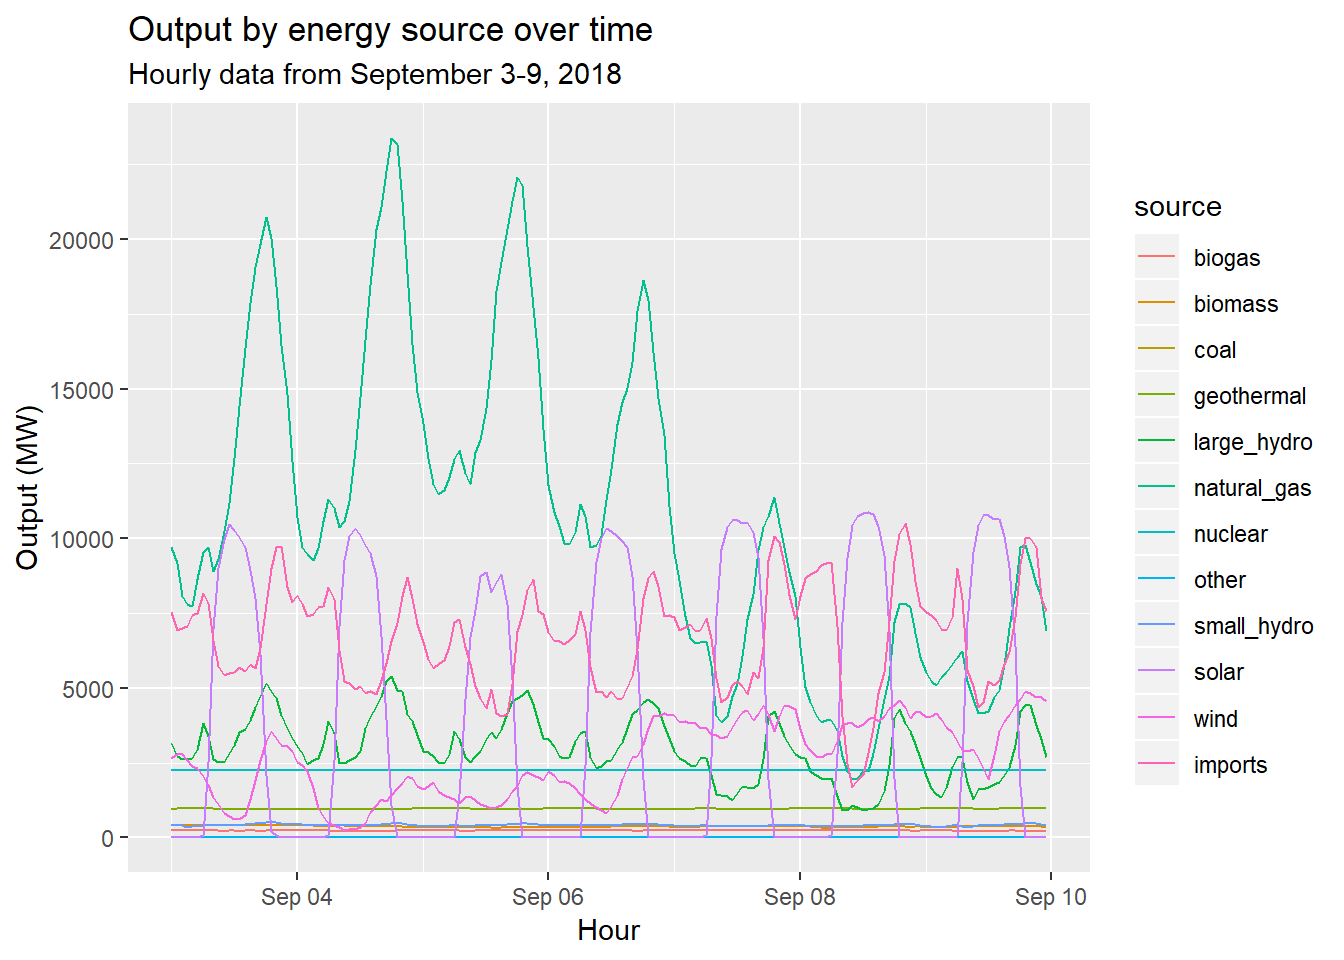 Output by energy source over time
Hourly data from September 3-9, 2018
Output (MW)
20000
15000
10000
5000
0
Sep 04
Sep 06
Sep 08
Sep 10
Hour
source
biogas
biomass
coal
geothermal
large_hydro
natural_gas
nuclear
other
small_hydro
solar
wind
imports